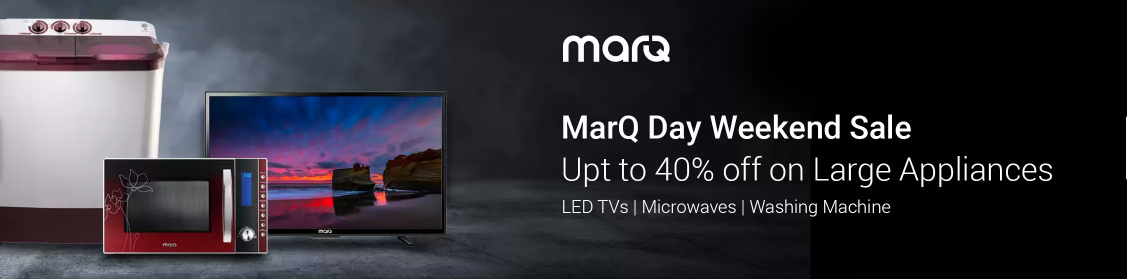 marQ
MarQ Day Weekend Sale
Upt to 40% off on Large Appliances
LED TVs | Microwaves | Washing Machine
marQ
marQ